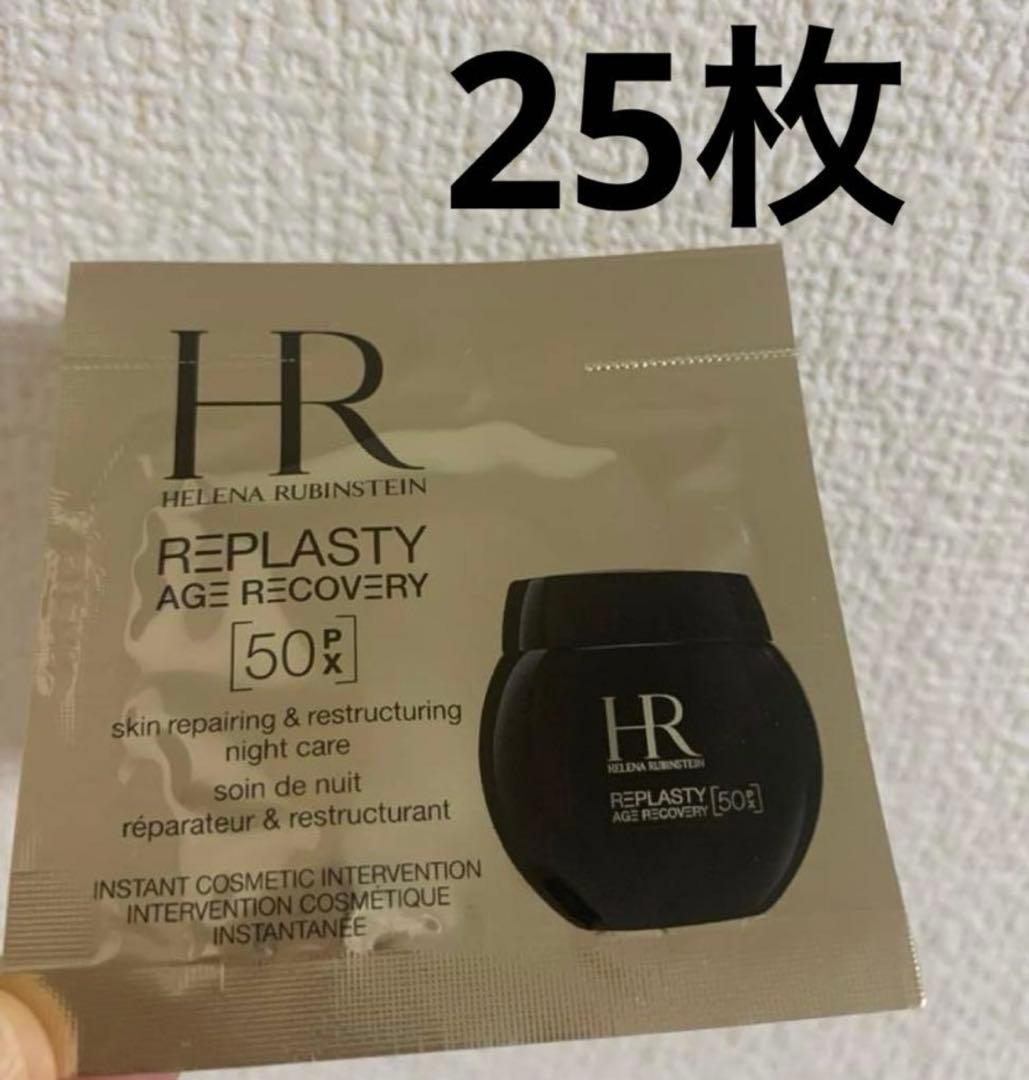 25枚
HR
HELENA RUBINSTEIN
REPLASTY
AGE RECOVERY
[50PX]
skin repairing & restructuring
night care
soin de nuit
réparateur & restructurant
INSTANT COSMETIC INTERVENTION
INTERVENTION COSMÉTIQUE
INSTANTANÉE
HR
HELENA RUBINSTEIN
REPLASTY [50PX]
AGE RECOVERY